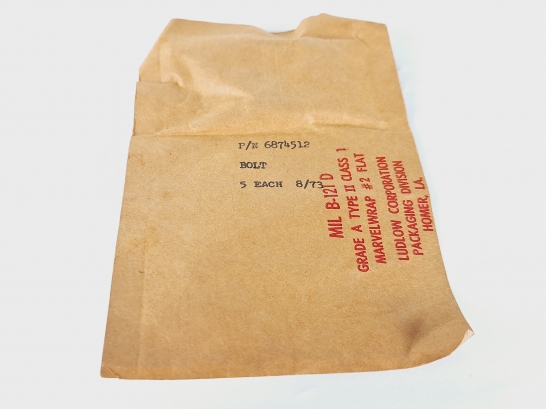 P/N 6874512
BOLT
5 EACH 8/73
MIL B-121 D
GRADE A TYPE II CLASS 1
MARVELWRAP #2 FLAT
LUDLOW CORPORATION
PACKAGING DIVISION
HOMER, LA.